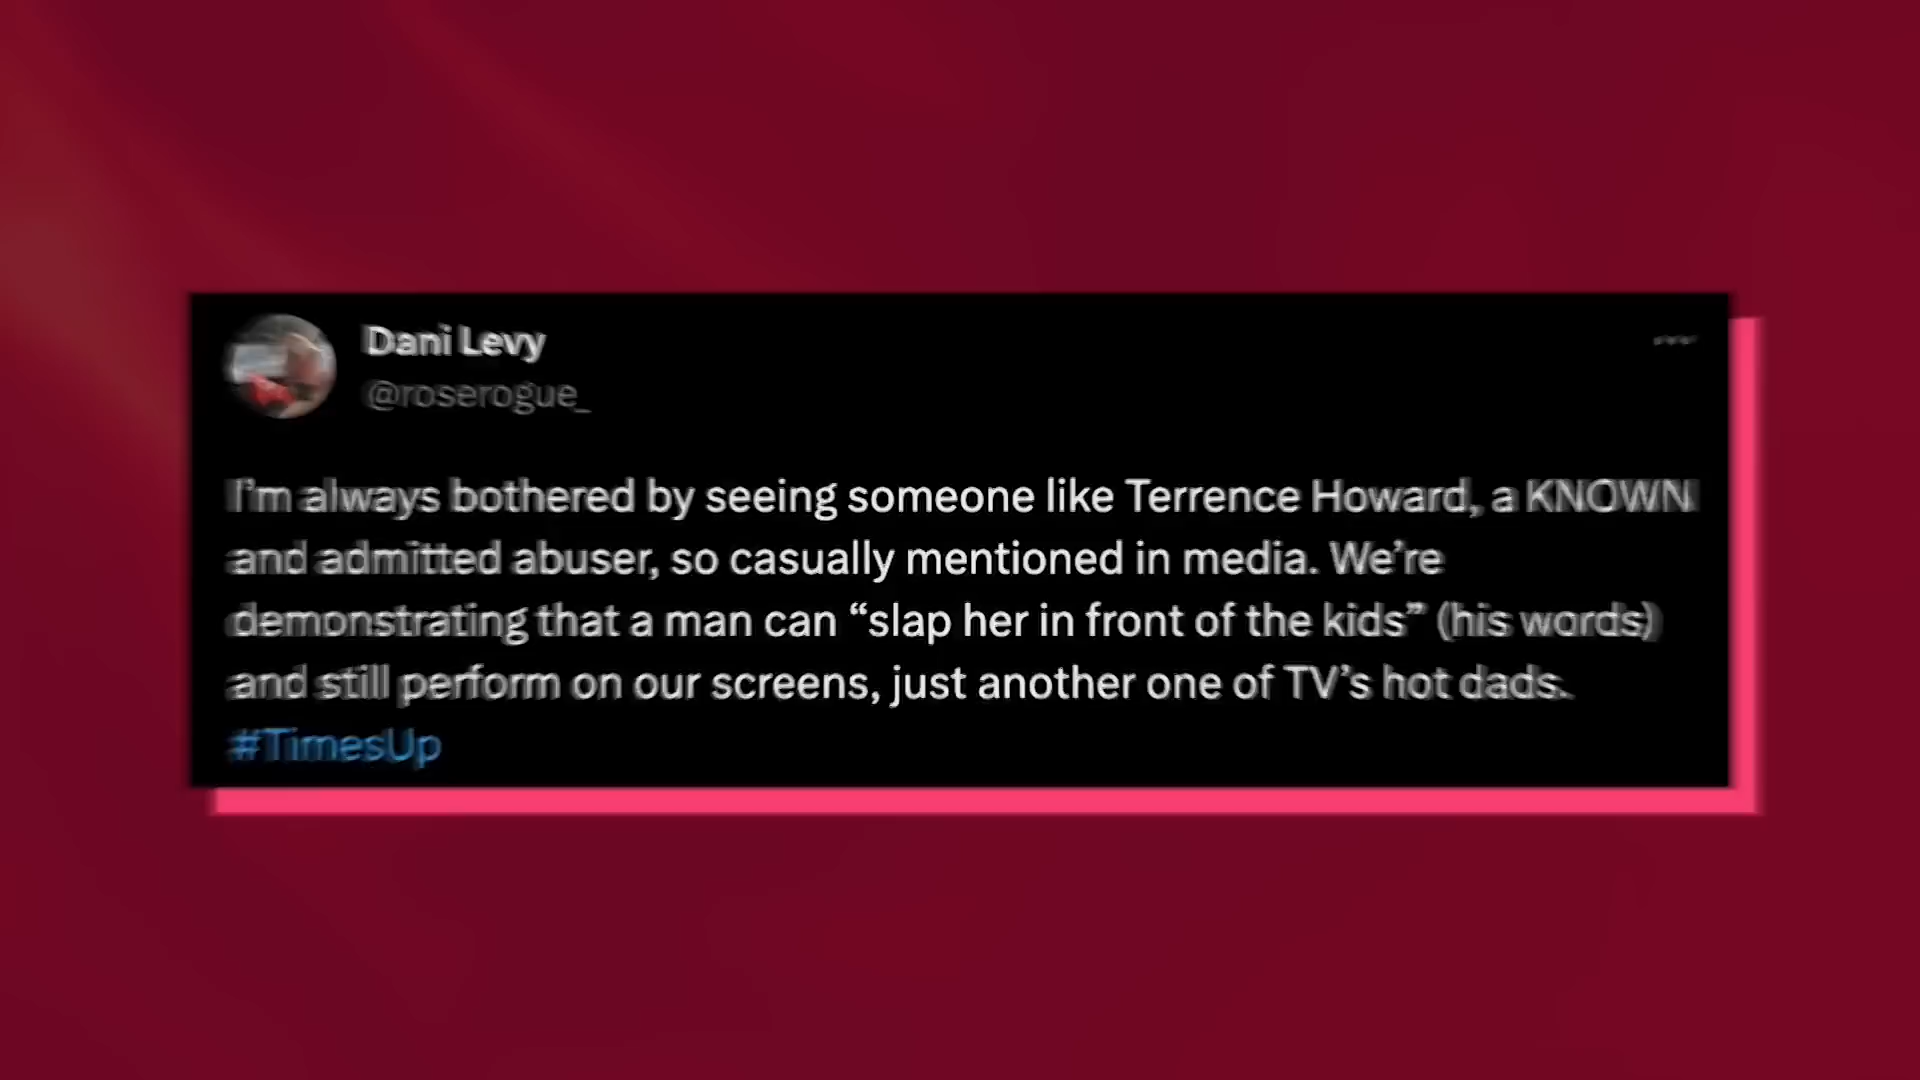 Dani Levy
@roserogue_
I’m always bothered by seeing someone like Terrence Howard, a KNOWN
and admitted abuser, so casually mentioned in media. We’re
demonstrating that a man can “slap her in front of the kids” (his words)
and still perform on our screens, just another one of TV’s hot dads.
#TimesUp